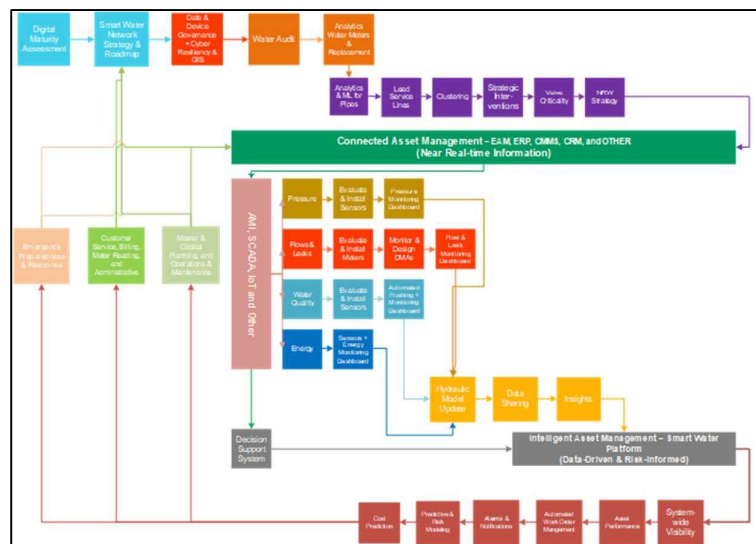 Digital
Maturity
Assessment
Smart Water
Network
Strategy &
Roadmap
Data &
Device
Governance
+ Cyber
Resiliency &
GIS
Water Audit
Analytics
Water Meters &
Replacement
Analytics
& ML for
Pipes
Lead
Service
Lines
Clustering
Strategic
Inter-
ventions
Valve
Criticality
NRW
Strategy
Connected Asset Management – EAM, ERP, CMMS, CRM, and OTHER
(Near Real-time Information)
AMI, SCADA, IoT and Other
Pressure
Evaluate
& Install
Sensors
Pressure
Monitoring
Dashboard
Emergency
Preparedness
& Response
Customer
Service, Billing,
Meter Reading,
and
Administrative
Master &
Capital
Planning, and
Operations &
Maintenance
Flows &
Leaks
Evaluate
& Install
Meters
Monitor &
Design
DMAs
Flow &
Leak
Monitoring
Dashboard
Water
Quality
Evaluate
& Install
Sensors
Automated
Flushing +
Monitoring
Dashboard
Energy
Sensors +
Energy
Monitoring
Dashboard
Hydraulic
Model
Update
Data
Sharing
Insights
Decision
Support
System
Intelligent Asset Management – Smart Water
Platform
(Data-Driven & Risk-Informed)
Cost
Prediction
Predictive &
Risk
Modeling
Alarms &
Notifications
Automated
Work Order
Mangement
Asset
Performance
System-
wide
Visibility